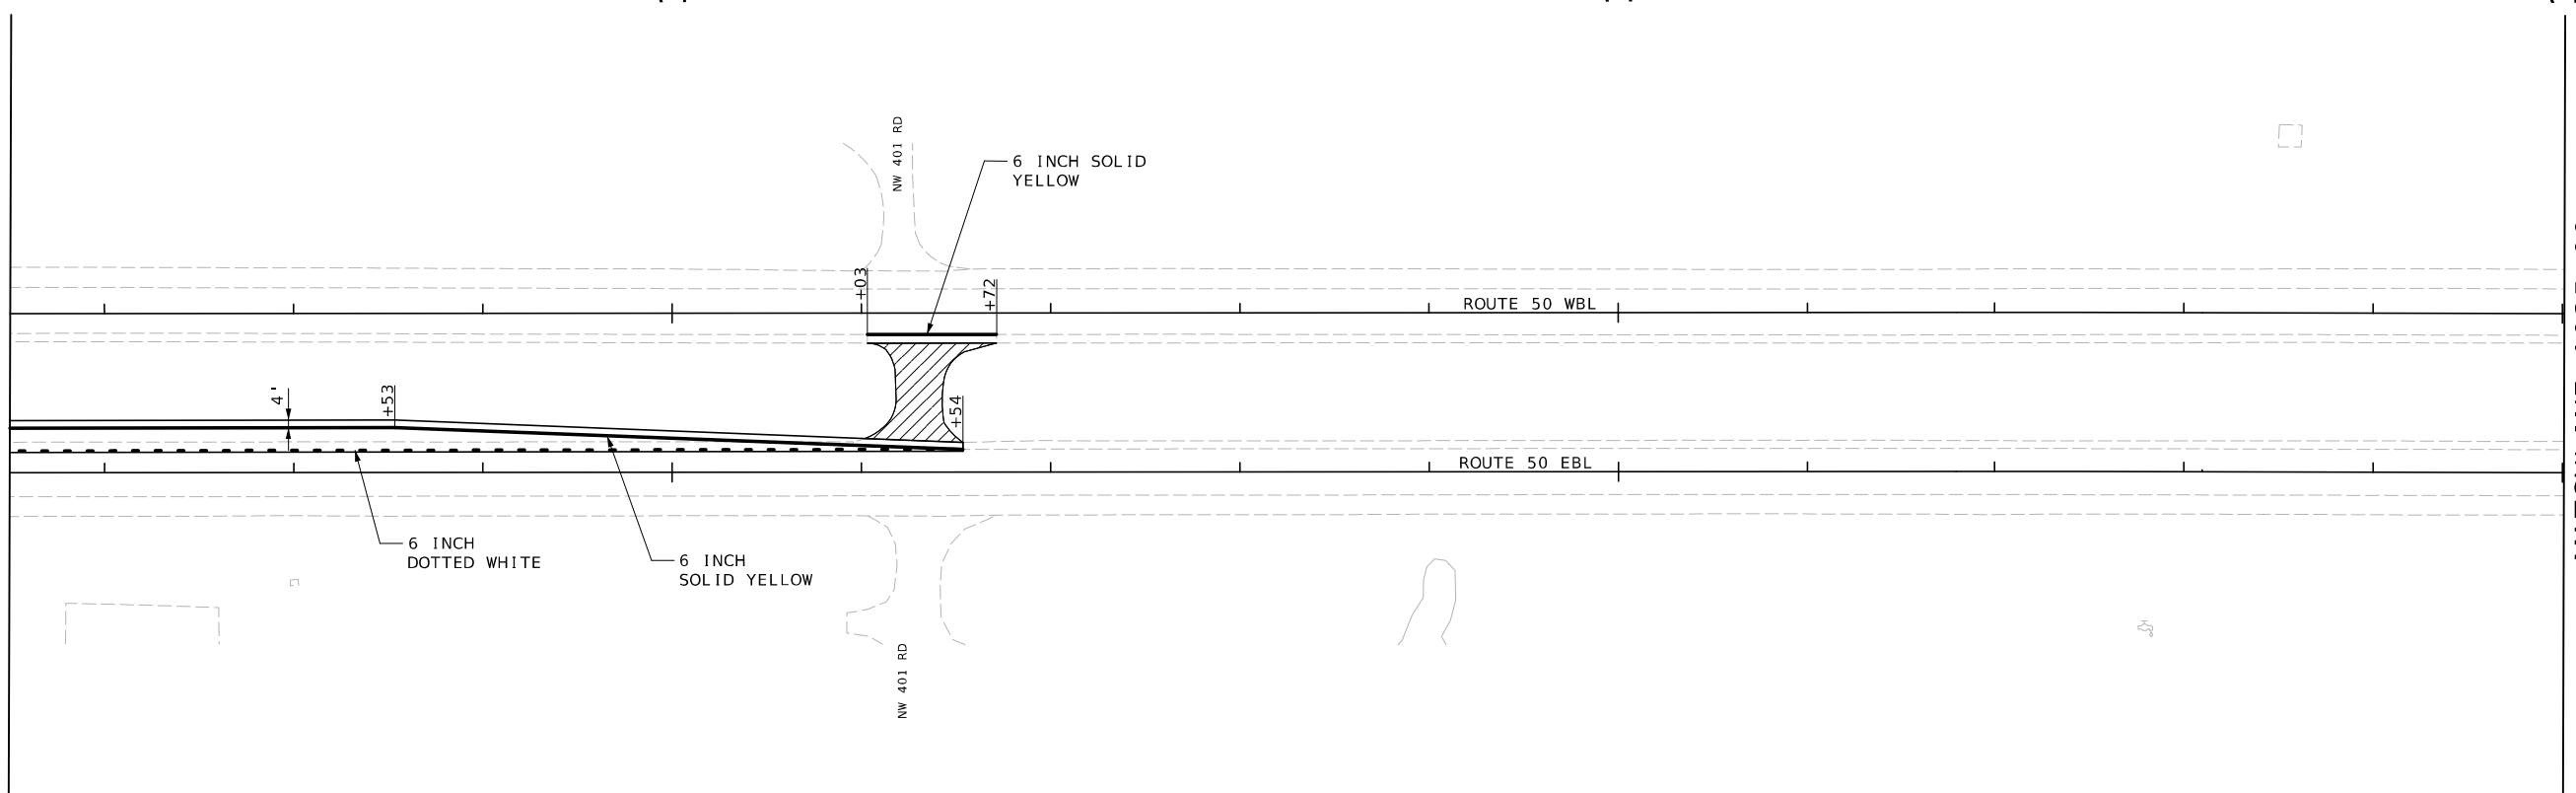 NW 401 RD
6 INCH SOLID
YELLOW
+03
+72
ROUTE 50 WBL
4'
+53
+54
ROUTE 50 EBL
6 INCH
DOTTED WHITE
6 INCH
SOLID YELLOW
NW 401 RD